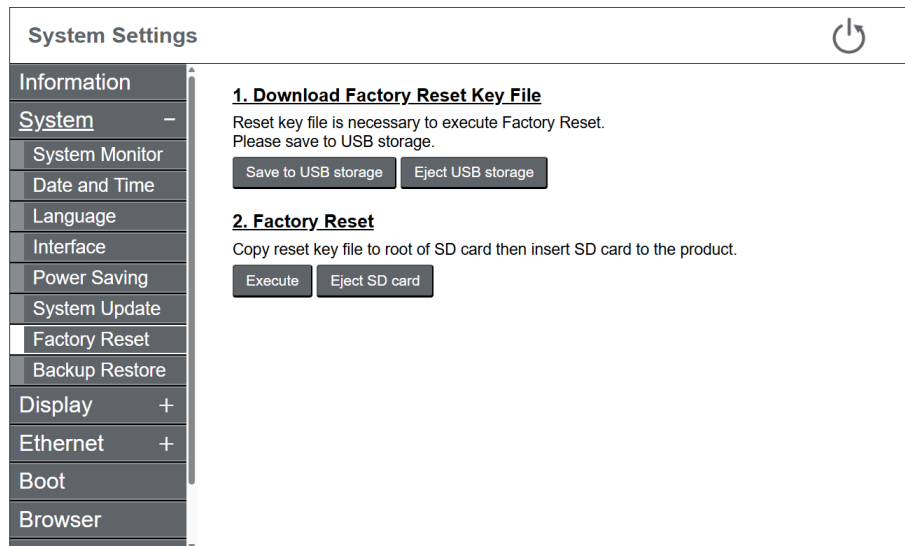 System Settings
Information
System −
System Monitor
Date and Time
Language
Interface
Power Saving
System Update
Factory Reset
Backup Restore
Display +
Ethernet +
Boot
Browser
1. Download Factory Reset Key File
Reset key file is necessary to execute Factory Reset.
Please save to USB storage.
Save to USB storage Eject USB storage
2. Factory Reset
Copy reset key file to root of SD card then insert SD card to the product.
Execute Eject SD card